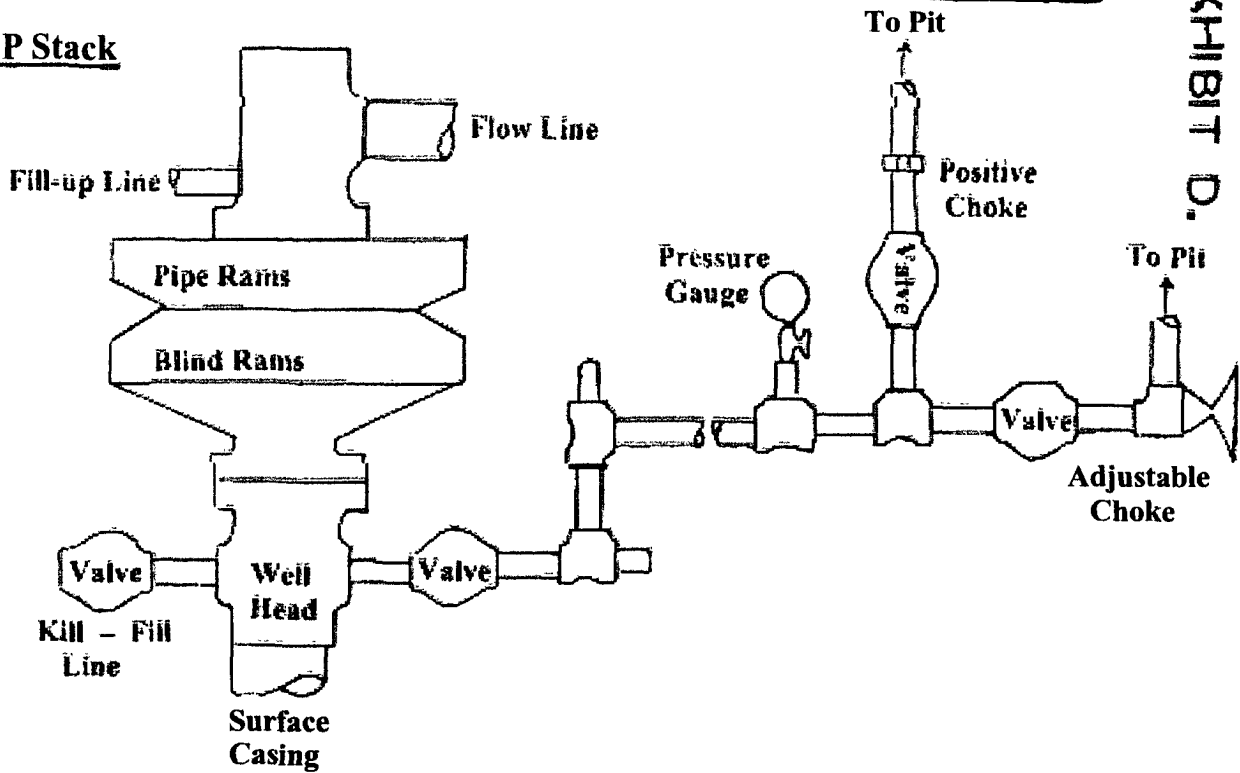 P Stack
To Pit
XHIBIT D.
Flow Line
Fill-up Line
Positive
Choke
Valve
To Pit
Pressure
Gauge
Pipe Rams
Blind Rams
Valve
Adjustable
Choke
Valve
Well
Head
Valve
Kill - Fill
Line
Surface
Casing